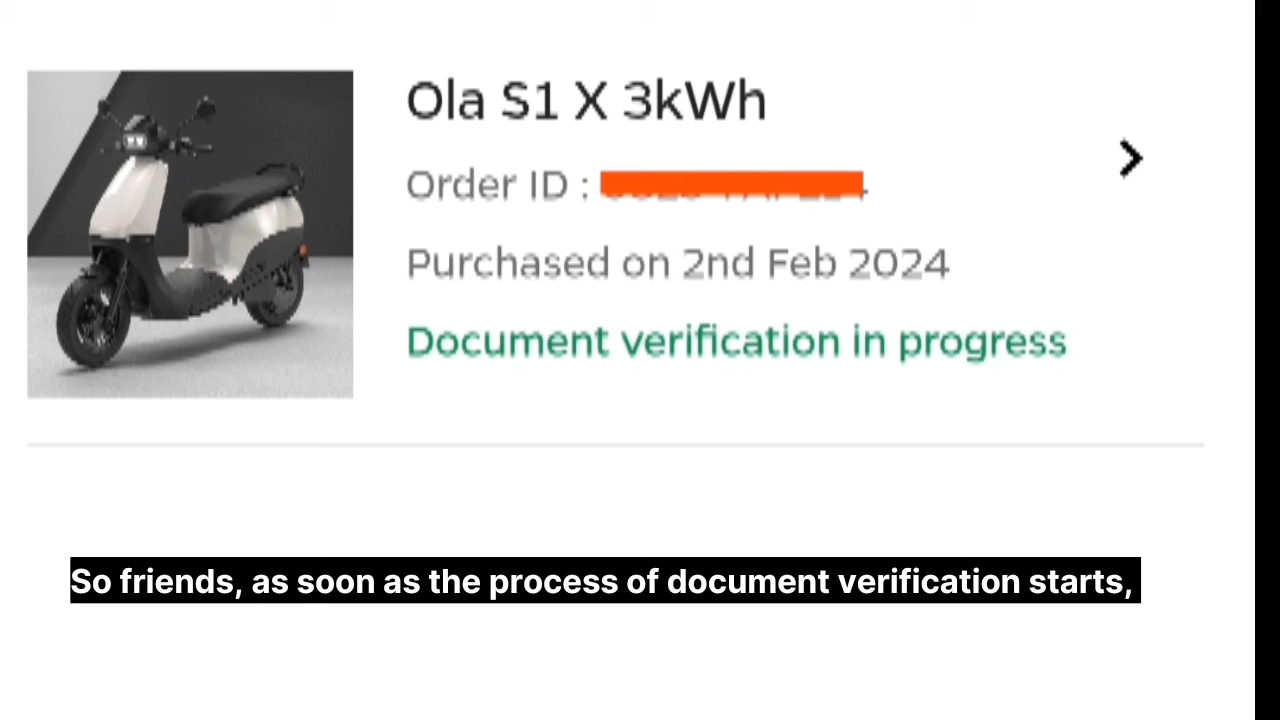 Ola S1 X 3kWh
Order ID :
Purchased on 2nd Feb 2024
Document verification in progress
So friends, as soon as the process of document verification starts,